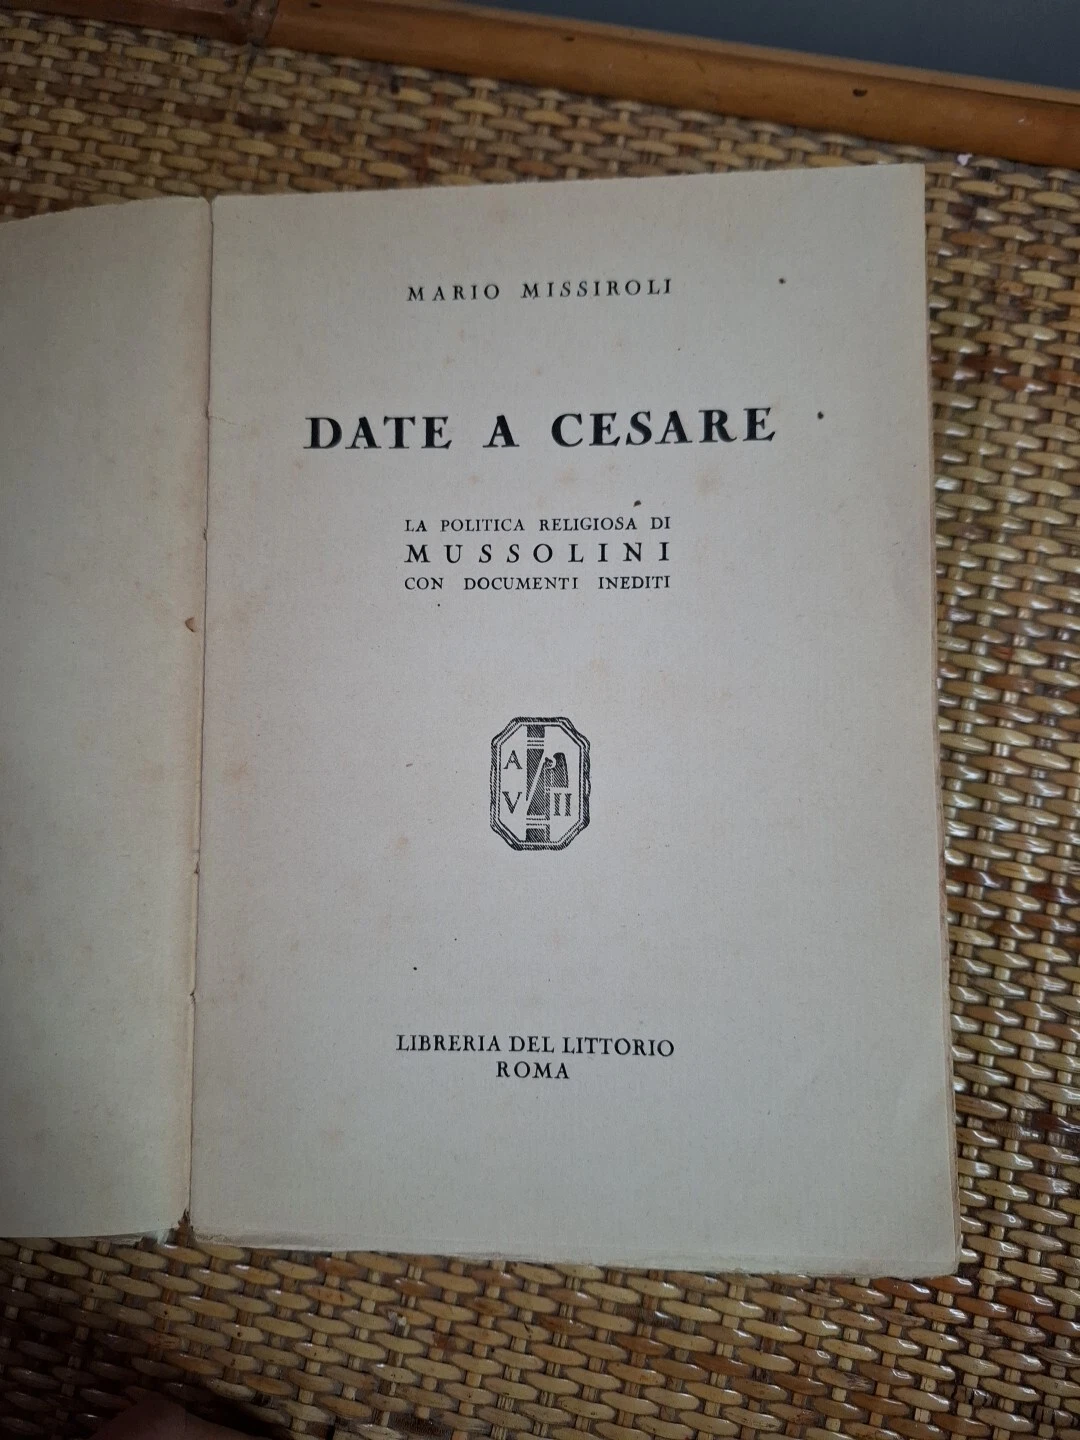 MARIO MISSIROLI
DATE A CESARE
LA POLITICA RELIGIOSA DI
MUSSOLINI
CON DOCUMENTI INEDITI
A
V II
LIBRERIA DEL LITTORIO
ROMA